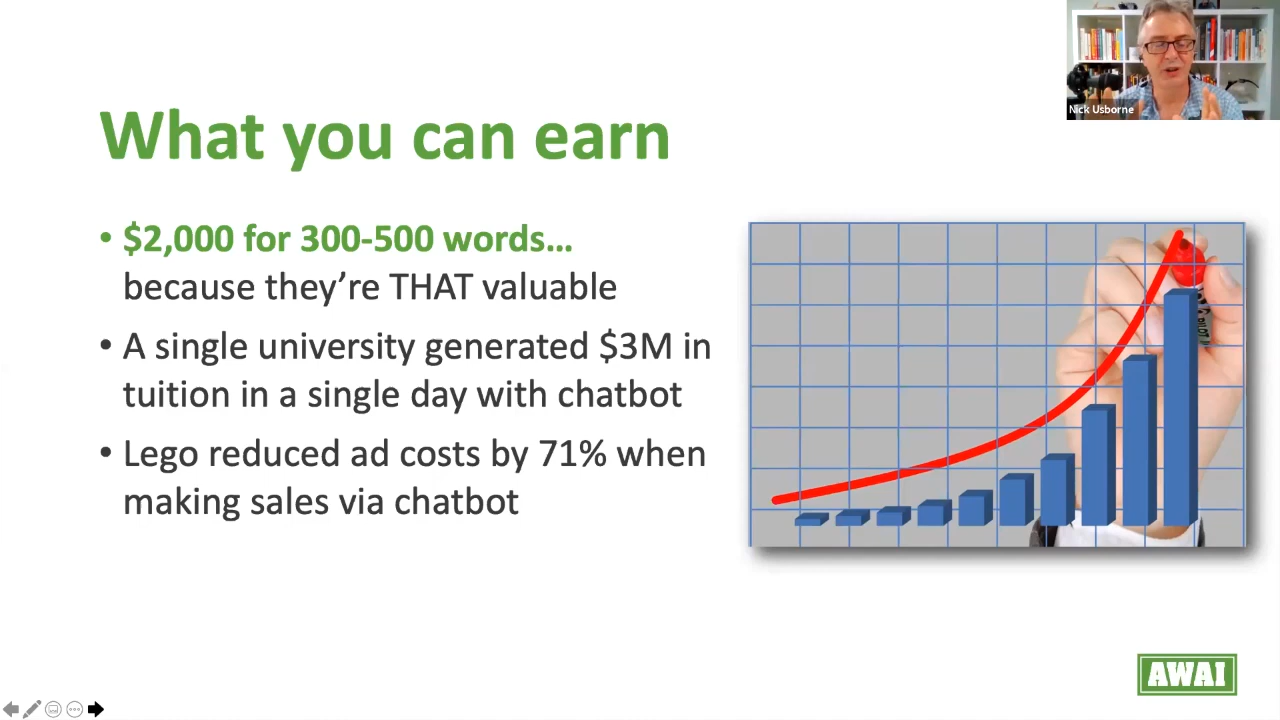 Nick Usborne
What you can earn
• $2,000 for 300-500 words…
because they’re THAT valuable
• A single university generated $3M in
tuition in a single day with chatbot
• Lego reduced ad costs by 71% when
making sales via chatbot
AWAI